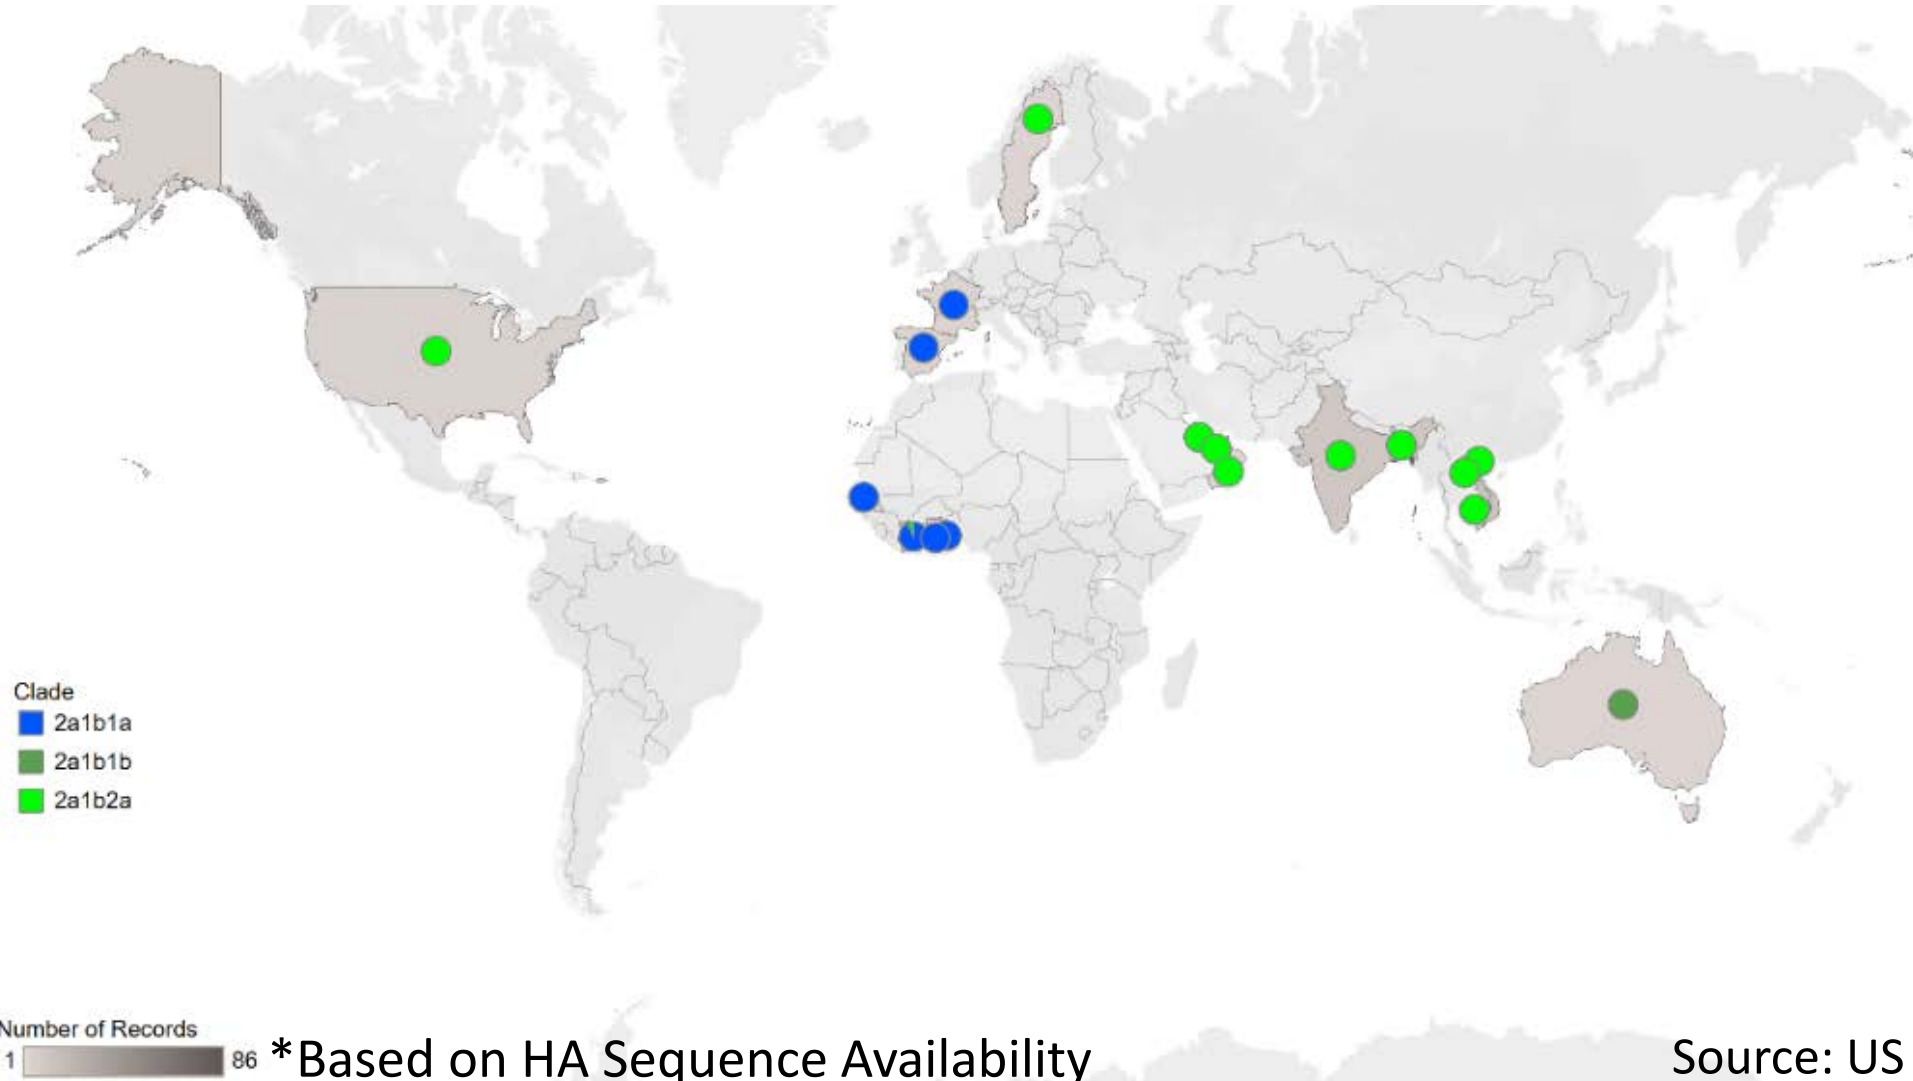 Clade
2a1b1a
2a1b1b
2a1b2a
Number of Records
1 86
*Based on HA Sequence Availability
Source: US